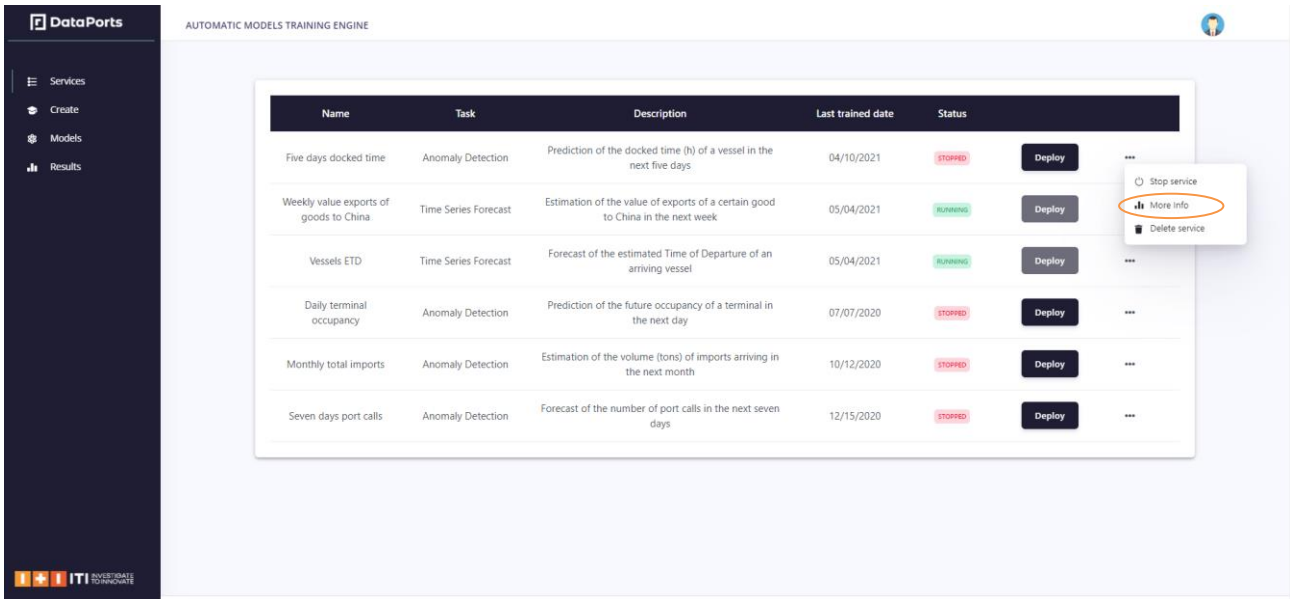 DataPorts
AUTOMATIC MODELS TRAINING ENGINE
Services
Create
Models
Results
Name Task Description Last trained date Status
Five days docked time Anomaly Detection Prediction of the docked time (h) of a vessel in the 04/10/2021 STOPPED Deploy ...
next five days
Stop service
More Info
Delete service
Weekly value exports of Time Series Forecast Estimation of the value of exports of a certain good 05/04/2021 RUNNING Deploy
goods to China to China in the next week
Vessels ETD Time Series Forecast Forecast of the estimated Time of Departure of an 05/04/2021 RUNNING Deploy ...
arriving vessel
Daily terminal Anomaly Detection Prediction of the future occupancy of a terminal in 07/07/2020 STOPPED Deploy ...
occupancy the next day
Monthly total imports Anomaly Detection Estimation of the volume (tons) of imports arriving in 10/12/2020 STOPPED Deploy ...
the next month
Seven days port calls Anomaly Detection Forecast of the number of port calls in the next seven 12/15/2020 STOPPED Deploy ...
days
ITI INVESTIGATE
TO INNOVATE